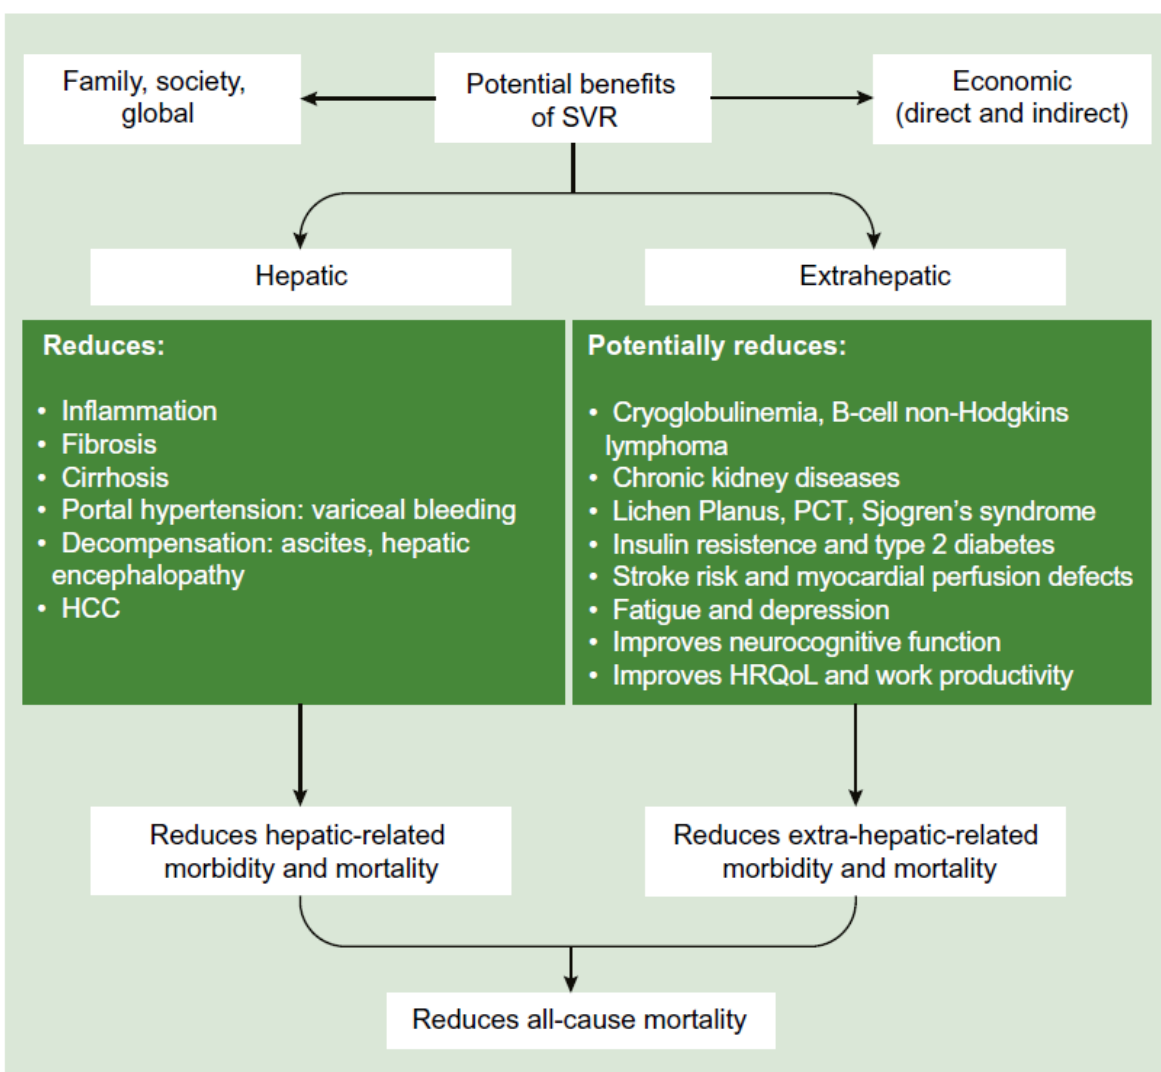 Family, society,
global
Potential benefits
of SVR
Economic
(direct and indirect)
Hepatic
Extrahepatic
Reduces:
• Inflammation
• Fibrosis
• Cirrhosis
• Portal hypertension: variceal bleeding
• Decompensation: ascites, hepatic
encephalopathy
• HCC
Potentially reduces:
• Cryoglobulinemia, B-cell non-Hodgkins
lymphoma
• Chronic kidney diseases
• Lichen Planus, PCT, Sjogren’s syndrome
• Insulin resistence and type 2 diabetes
• Stroke risk and myocardial perfusion defects
• Fatigue and depression
• Improves neurocognitive function
• Improves HRQoL and work productivity
Reduces hepatic-related
morbidity and mortality
Reduces extra-hepatic-related
morbidity and mortality
Reduces all-cause mortality